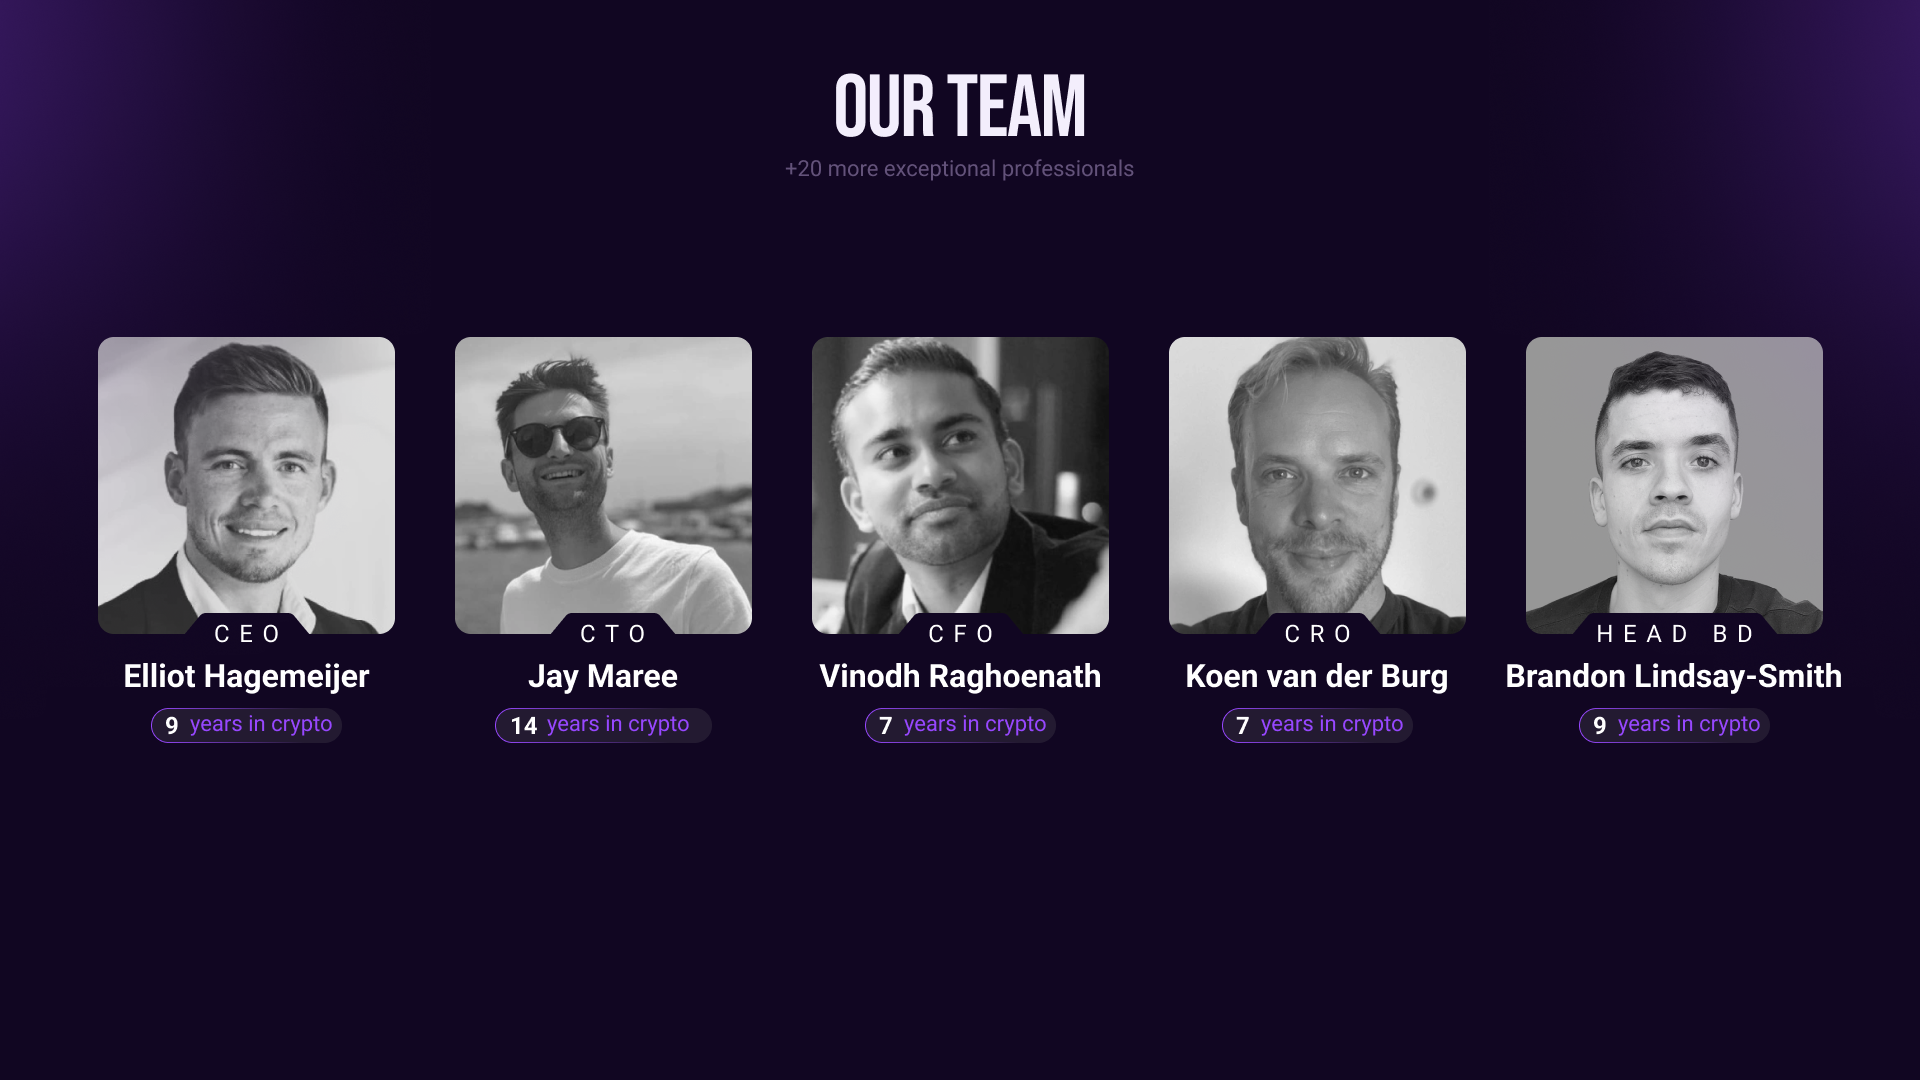 OUR TEAM
+20 more exceptional professionals
CEO
Elliot Hagemeijer
9 years in crypto
CTO
Jay Maree
14 years in crypto
CFO
Vinodh Raghoenath
7 years in crypto
CRO
Koen van der Burg
7 years in crypto
HEAD BD
Brandon Lindsay-Smith
9 years in crypto